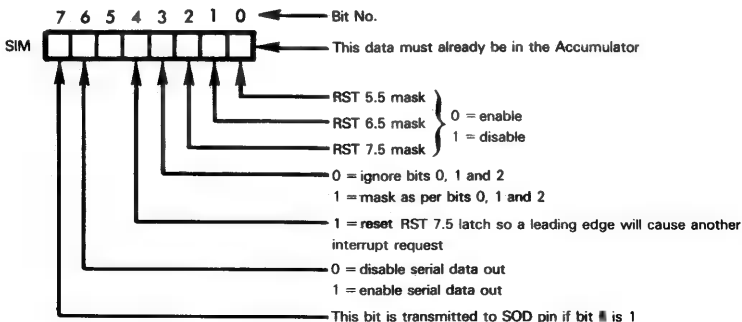 7 6 5 4 3 2 1 0 Bit No.
SIM This data must already be in the Accumulator
RST 5.5 mask
RST 6.5 mask 0 = enable
1 = disable
RST 7.5 mask
0 = ignore bits 0, 1 and 2
1 = mask as per bits 0, 1 and 2
1 = reset RST 7.5 latch so a leading edge will cause another
interrupt request
0 = disable serial data out
1 = enable serial data out
This bit is transmitted to SOD pin if bit is 1